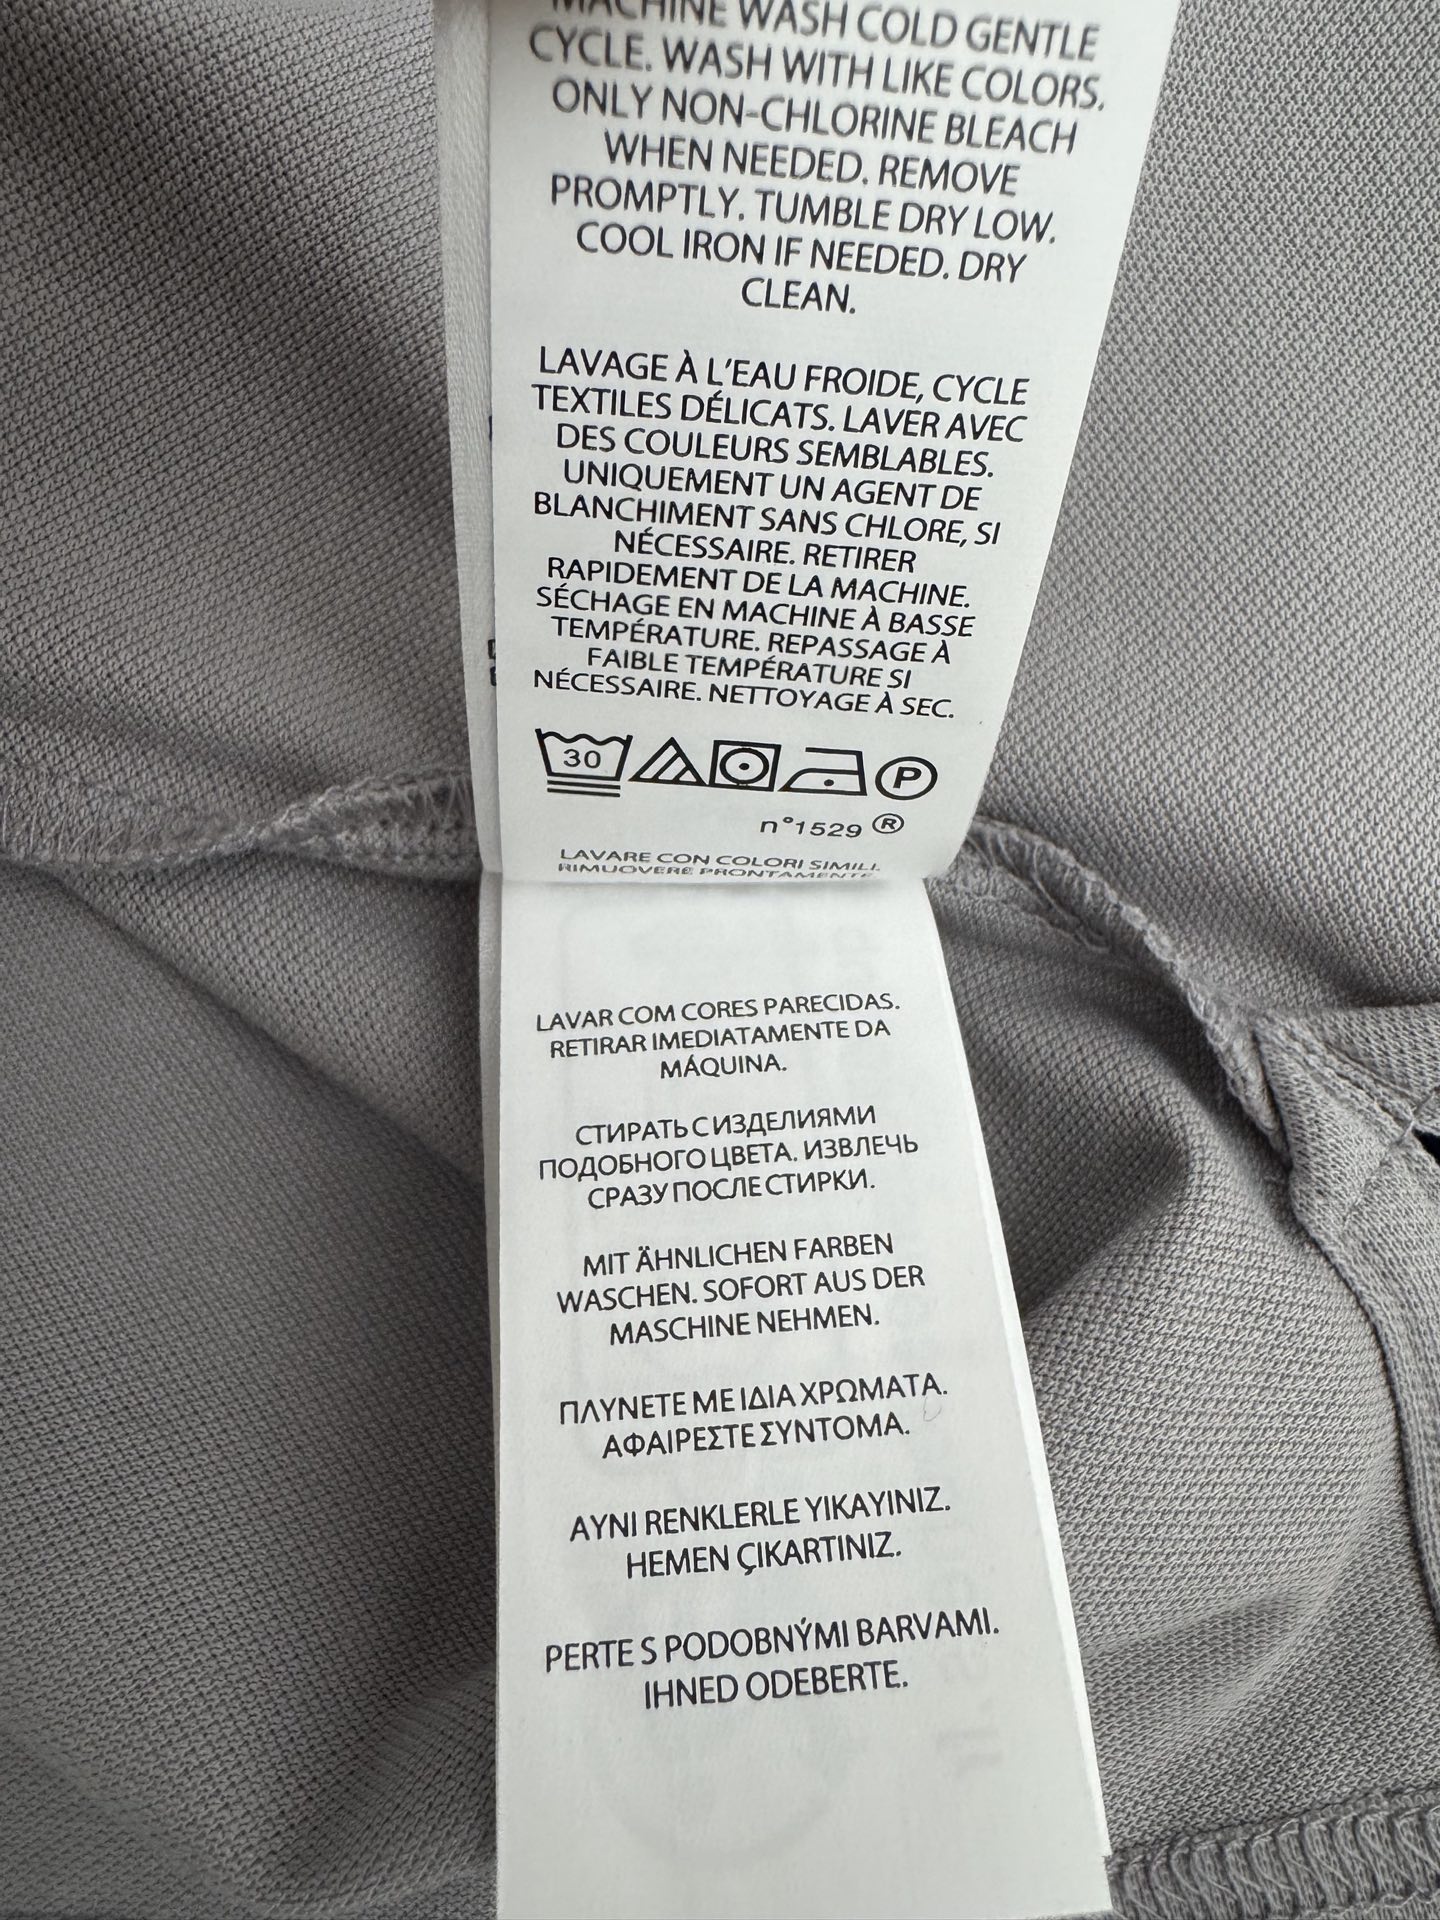 MACHINE WASH COLD GENTLE
CYCLE. WASH WITH LIKE COLORS.
ONLY NON-CHLORINE BLEACH
WHEN NEEDED. REMOVE
PROMPTLY. TUMBLE DRY LOW.
COOL IRON IF NEEDED. DRY
CLEAN.
LAVAGE À L'EAU FROIDE, CYCLE
TEXTILES DÉLICATS. LAVER AVEC
DES COULEURS SEMBLABLES.
UNIQUEMENT UN AGENT DE
BLANCHIMENT SANS CHLORE, SI
NÉCESSAIRE. RETIRER
RAPIDEMENT DE LA MACHINE.
SÉCHAGE EN MACHINE À BASSE
TEMPÉRATURE. REPASSAGE À
FAIBLE TEMPÉRATURE SI
NÉCESSAIRE. NETTOYAGE À SEC.
30 P
n°1529 ®
LAVARE CON COLORI SIMILI.
RIMUOVERE PRONTAMENTE
LAVAR COM CORES PARECIDAS.
RETIRAR IMEDIATAMENTE DA
MÁQUINA.
СТИРАТЬ С ИЗДЕЛИЯМИ
ПОДОБНОГО ЦВЕТА. ИЗВЛЕЧЬ
СРАЗУ ПОСЛЕ СТИРКИ.
MIT ÄHNLICHEN FARBEN
WASCHEN. SOFORT AUS DER
MASCHINE NEHMEN.
ΠΛΥΝΕΤΕ ΜΕ ΙΔΙΑ ΧΡΩΜΑΤΑ.
ΑΦΑΙΡΕΣΤΕ ΣΥΝΤΟΜΑ.
AYNI RENKLERLE YIKAYINIZ.
HEMEN ÇIKARTINIZ.
PERTE S PODOBNÝMI BARVAMI.
IHNED ODEBERTE.